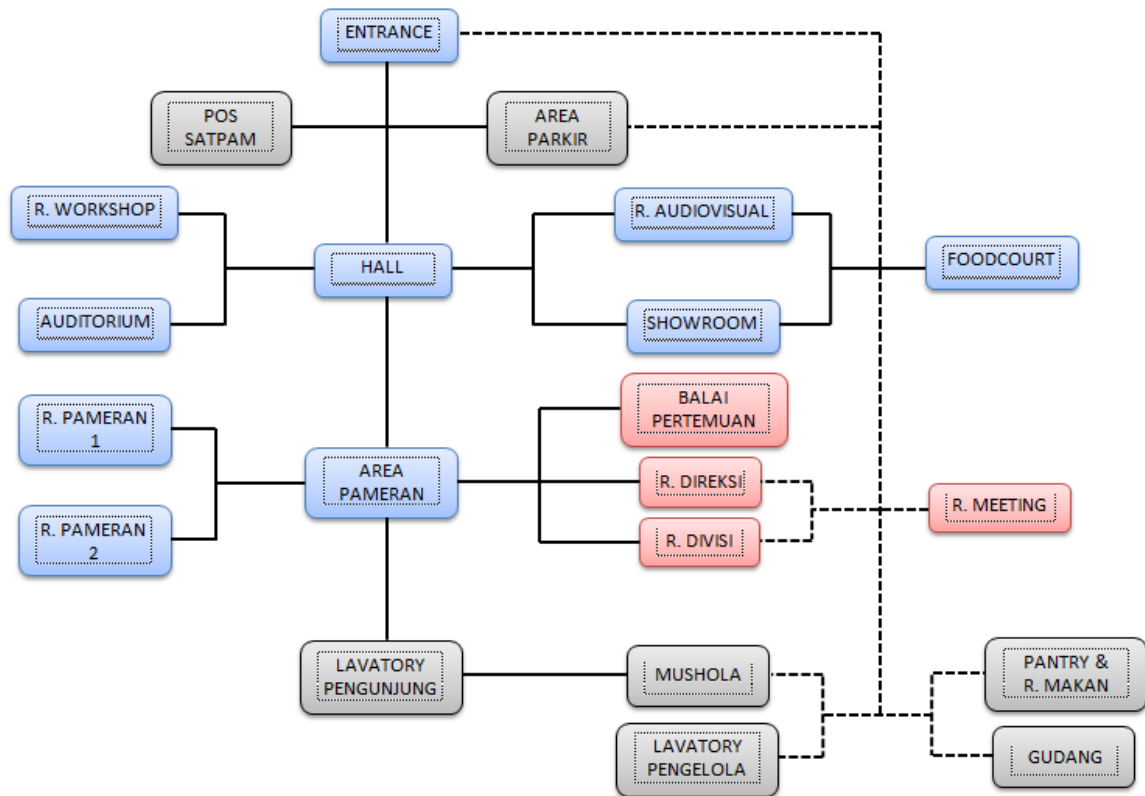 ENTRANCE
POS
SATPAM
AREA
PARKIR
R. WORKSHOP
R. AUDIOVISUAL
HALL
FOODCOURT
AUDITORIUM
SHOWROOM
R. PAMERAN
1
BALAI
PERTEMUAN
AREA
PAMERAN
R. DIREKSI
R. MEETING
R. PAMERAN
2
R. DIVISI
LAVATORY
PENGUNJUNG
MUSHOLA
PANTRY &
R. MAKAN
LAVATORY
PENGELOLA
GUDANG